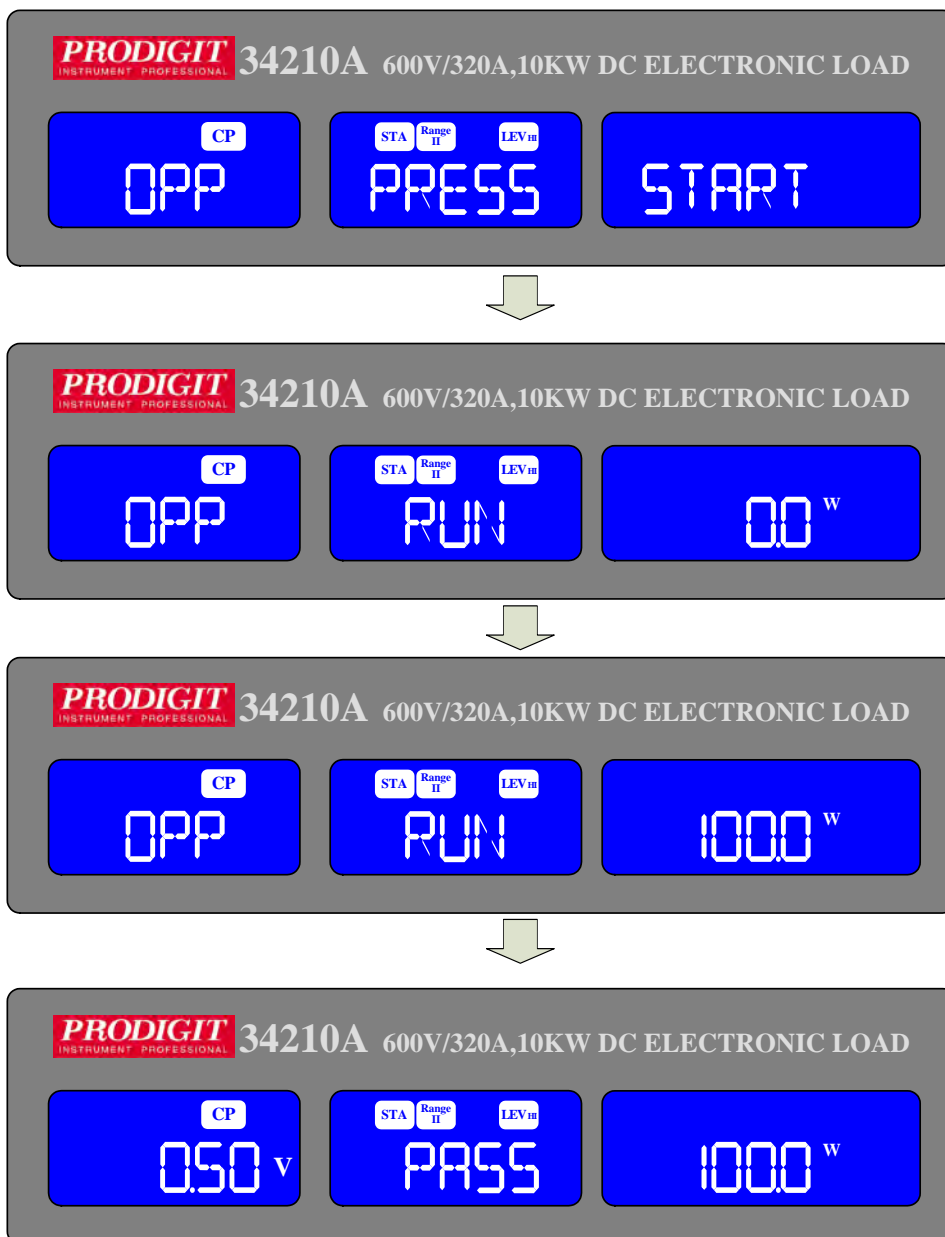 PRODIGIT 34210A 600V/320A,10KW DC ELECTRONIC LOAD
INSTRUMENT PROFESSIONAL
CP STA Range II LEV HI
OPP PRESS START
PRODIGIT 34210A 600V/320A,10KW DC ELECTRONIC LOAD
INSTRUMENT PROFESSIONAL
CP STA Range II LEV HI
OPP RUN 0.0 W
PRODIGIT 34210A 600V/320A,10KW DC ELECTRONIC LOAD
INSTRUMENT PROFESSIONAL
CP STA Range II LEV HI
OPP RUN 100.0 W
PRODIGIT 34210A 600V/320A,10KW DC ELECTRONIC LOAD
INSTRUMENT PROFESSIONAL
CP STA Range II LEV HI
0.50 V PASS 100.0 W